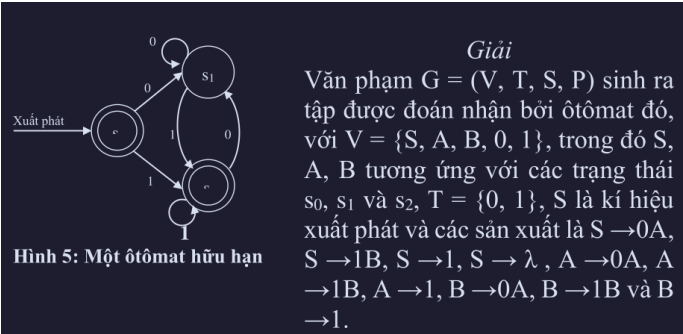 0
s1
0
Xuất phát
1
0
1
1
Hình 5: Một ôtômat hữu hạn
Giải
Văn phạm G = (V, T, S, P) sinh ra
tập được đoán nhận bởi ôtômat đó,
với V = {S, A, B, 0, 1}, trong đó S,
A, B tương ứng với các trạng thái
s0, s1 và s2, T = {0, 1}, S là kí hiệu
xuất phát và các sản xuất là S →0A,
S →1B, S →1, S → λ , A →0A, A
→1B, A →1, B →0A, B →1B và B
→1.